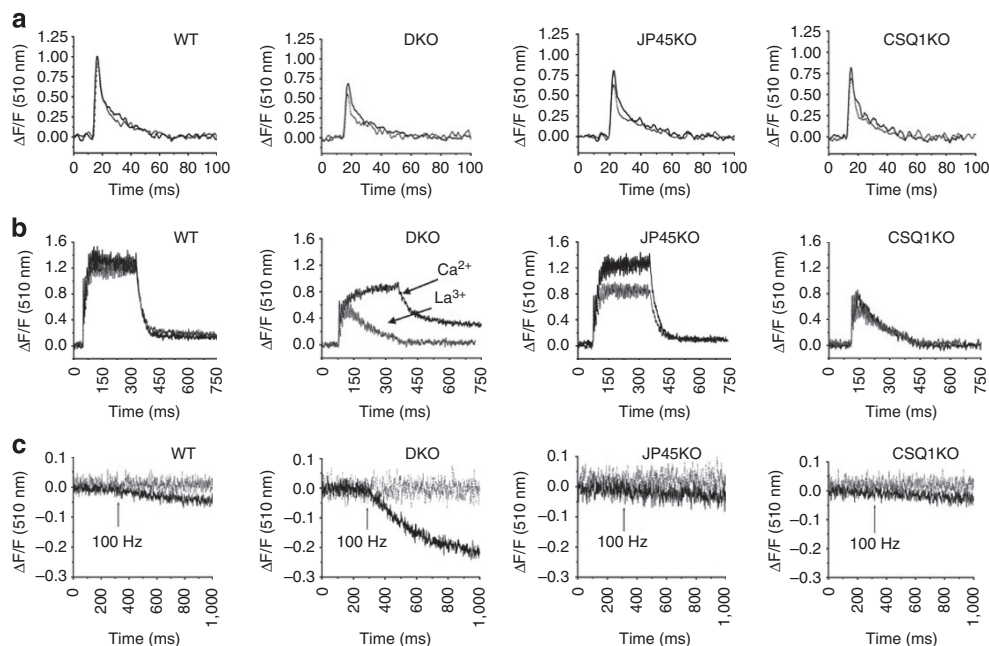 a
WT
DKO
JP45KO
CSQ1KO
ΔF/F (510 nm)
1.25
1.00
0.75
0.50
0.25
0.00
0 20 40 60 80 100
Time (ms)
ΔF/F (510 nm)
1.25
1.00
0.75
0.50
0.25
0.00
0 20 40 60 80 100
Time (ms)
ΔF/F (510 nm)
1.25
1.00
0.75
0.50
0.25
0.00
0 20 40 60 80 100
Time (ms)
ΔF/F (510 nm)
1.25
1.00
0.75
0.50
0.25
0.00
0 20 40 60 80 100
Time (ms)
b
WT
DKO
JP45KO
CSQ1KO
ΔF/F (510 nm)
1.6
1.2
0.8
0.4
0.0
0 150 300 450 600 750
Time (ms)
ΔF/F (510 nm)
1.6
1.2
0.8
0.4
0.0
Ca²⁺
La³⁺
0 150 300 450 600 750
Time (ms)
ΔF/F (510 nm)
1.6
1.2
0.8
0.4
0.0
0 150 300 450 600 750
Time (ms)
ΔF/F (510 nm)
1.6
1.2
0.8
0.4
0.0
0 150 300 450 600 750
Time (ms)
c
WT
DKO
JP45KO
CSQ1KO
ΔF/F (510 nm)
0.1
0.0
–0.1
–0.2
–0.3
100 Hz
0 200 400 600 800 1,000
Time (ms)
ΔF/F (510 nm)
0.1
0.0
–0.1
–0.2
–0.3
100 Hz
0 200 400 600 800 1,000
Time (ms)
ΔF/F (510 nm)
0.1
0.0
–0.1
–0.2
–0.3
100 Hz
0 200 400 600 800 1,000
Time (ms)
ΔF/F (510 nm)
0.1
0.0
–0.1
–0.2
–0.3
100 Hz
0 200 400 600 800 1,000
Time (ms)